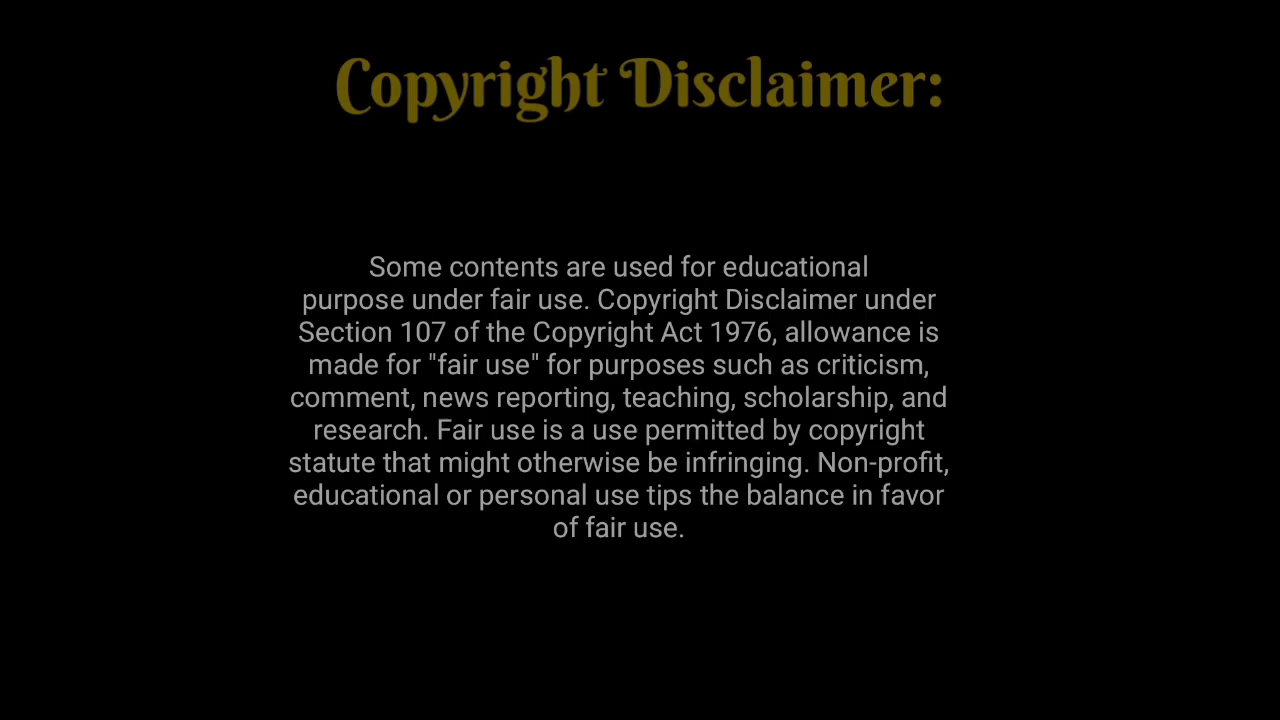 Copyright Disclaimer:
Some contents are used for educational
purpose under fair use. Copyright Disclaimer under
Section 107 of the Copyright Act 1976, allowance is
made for "fair use" for purposes such as criticism,
comment, news reporting, teaching, scholarship, and
research. Fair use is a use permitted by copyright
statute that might otherwise be infringing. Non-profit,
educational or personal use tips the balance in favor
of fair use.